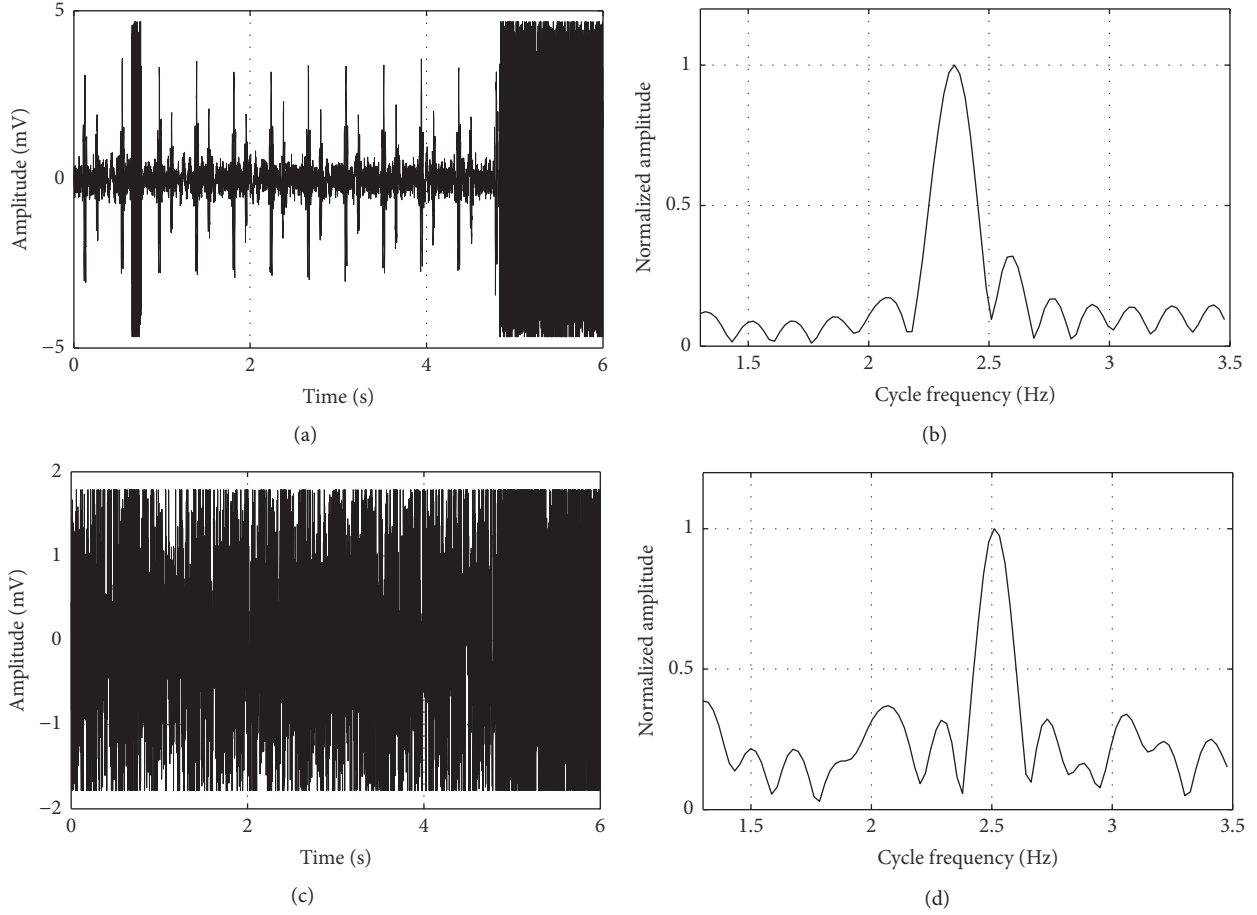 5
0
−5
Amplitude (mV)
0
2
4
6
Time (s)
(a)
1
0.5
0
Normalized amplitude
1.5
2
2.5
3
3.5
Cycle frequency (Hz)
(b)
2
1
0
−1
−2
Amplitude (mV)
0
2
4
6
Time (s)
(c)
1
0.5
0
Normalized amplitude
1.5
2
2.5
3
3.5
Cycle frequency (Hz)
(d)